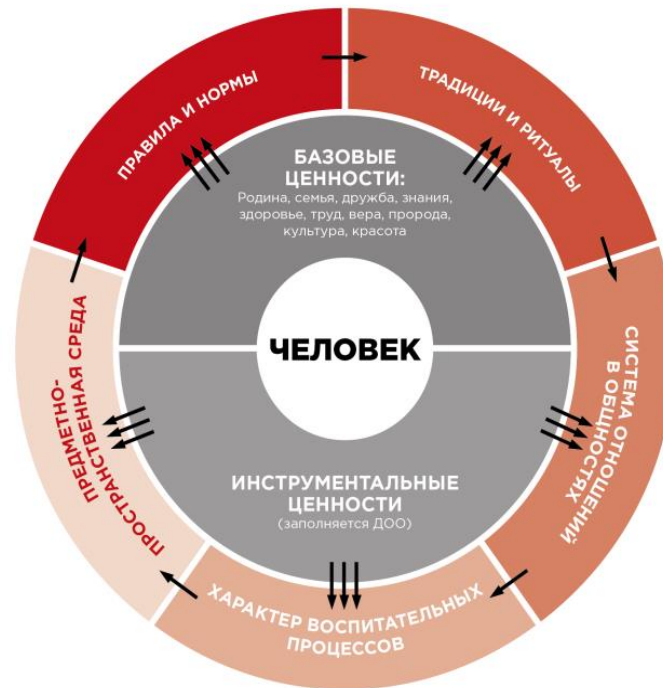 ПРАВИЛА И НОРМЫ
ТРАДИЦИИ И РИТУАЛЫ
БАЗОВЫЕ
ЦЕННОСТИ:
Родина, семья, дружба, знания,
здоровье, труд, вера, пророда,
культура, красота
ЧЕЛОВЕК
ПРЕДМЕТНО-
ПРОСТРАНСТВЕННАЯ СРЕДА
СИСТЕМА ОТНОШЕНИЙ
В ОБЩНОСТЯХ
ИНСТРУМЕНТАЛЬНЫЕ
ЦЕННОСТИ
(заполняется ДОО)
ХАРАКТЕР ВОСПИТАТЕЛЬНЫХ
ПРОЦЕССОВ